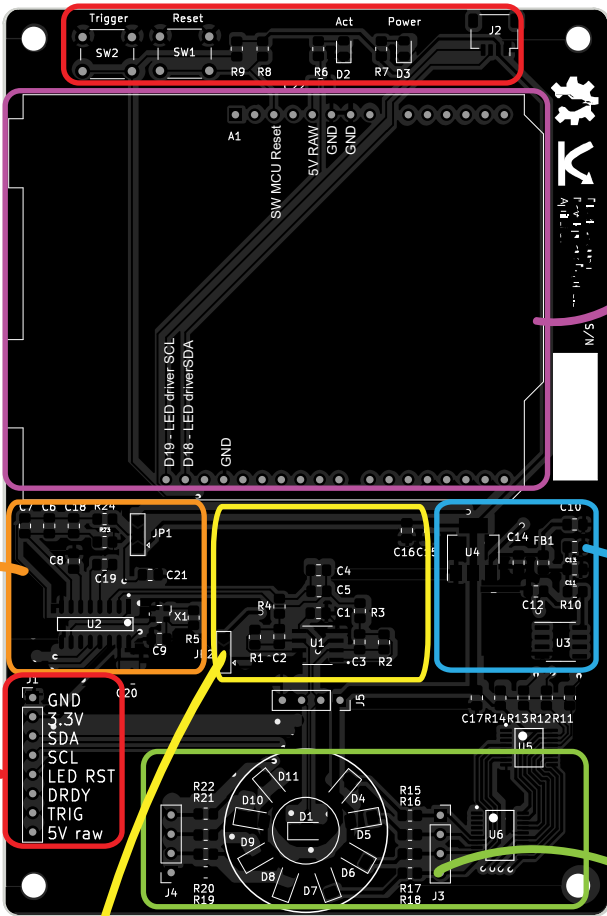 Trigger Reset Act Power
SW2 SW1 J2
R9 R8 R6 D2 R7 D3
A1
SW MCU Reset
5V RAW
GND
GND
S/N
D19 - LED driver SCL
D18 - LED driverSDA
GND
C7 C6 C18 R24
JP1
C8
C19 C21
U2
X1
R5
C9
C20
C16
C4
C5
C1 R3
R4
U1
R1 C2
C3 R2
C10
C14 FB1
U4
C12 R10
U3
J5
C17 R14 R13 R12 R11
U5
J1
GND
3.3V
SDA
SCL
LED RST
DRDY
TRIG
5V raw
R22
R21
D11
D10
D9
D8
D7
D6
D5
D4
D1
R15
R16
U6
J4
R20
R19
R17
R18
J3